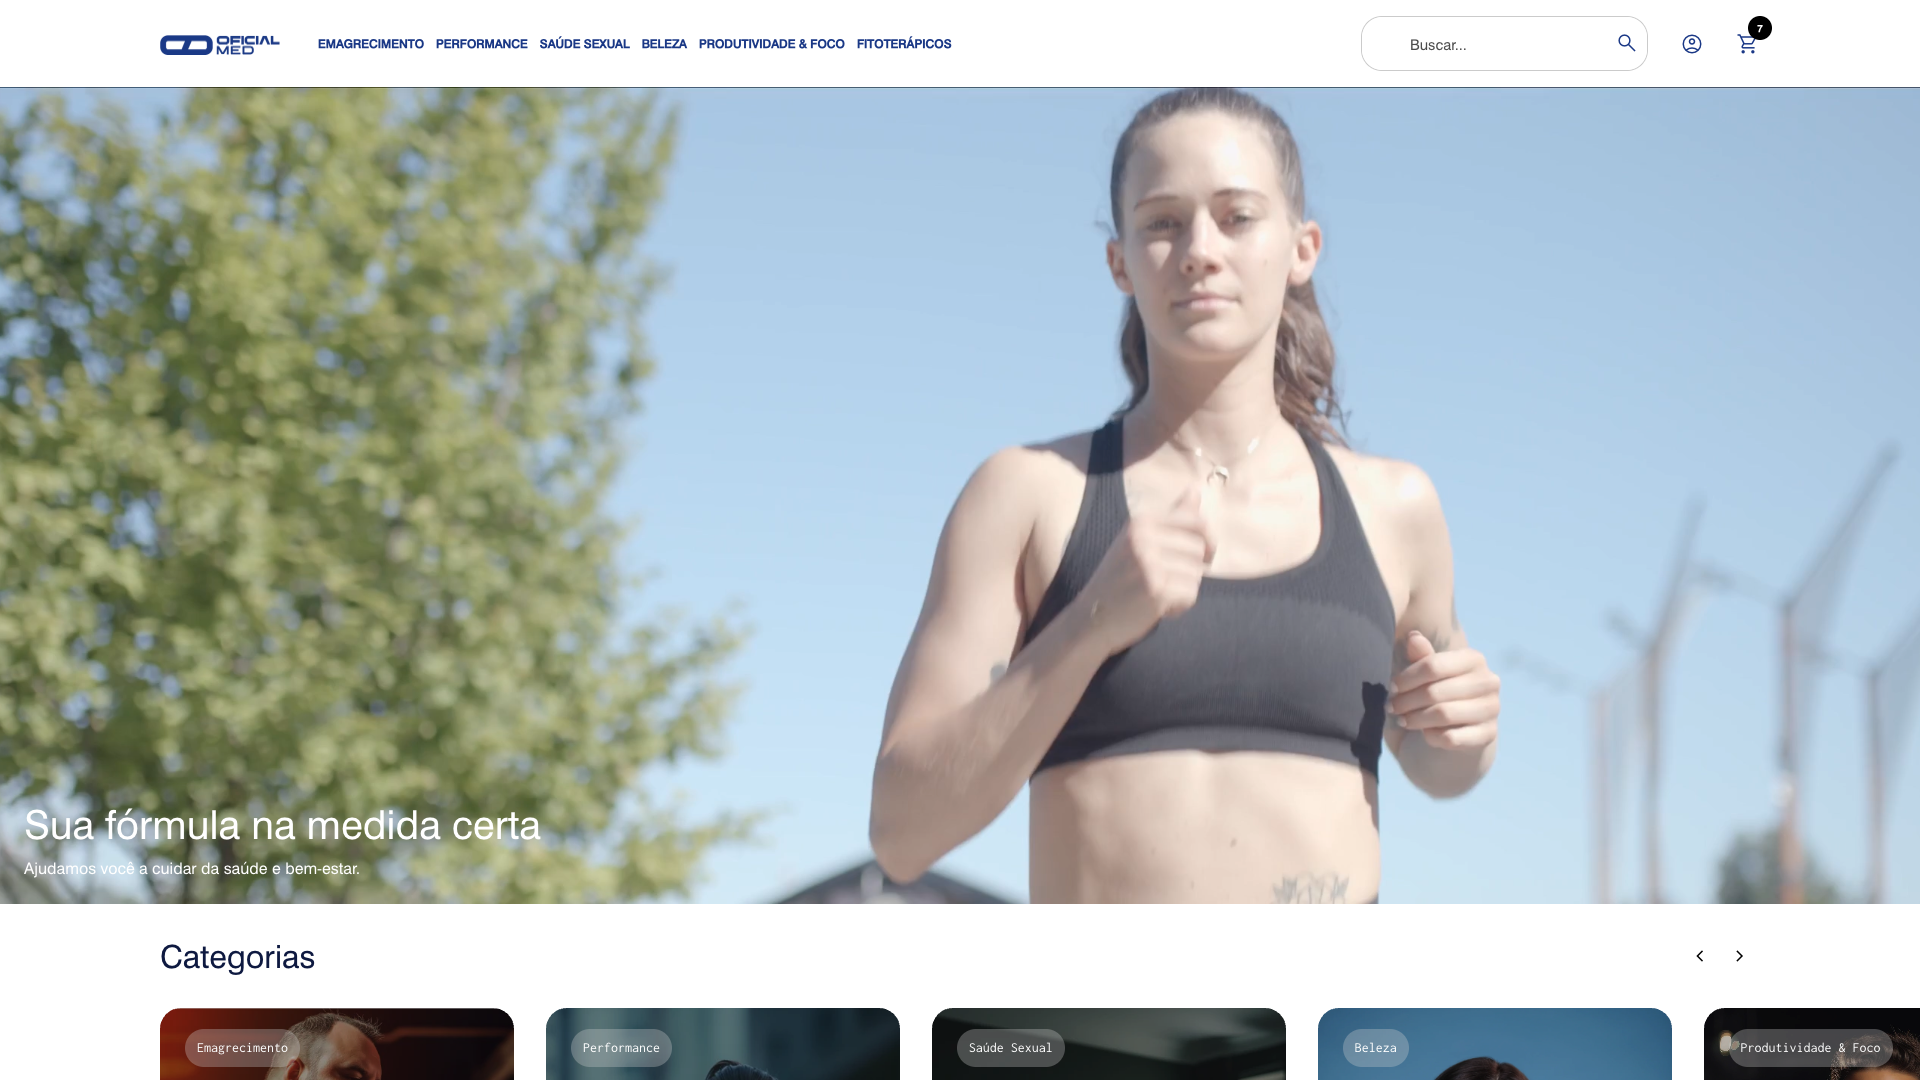 OFICIAL
MED
EMAGRECIMENTO PERFORMANCE SAÚDE SEXUAL BELEZA PRODUTIVIDADE & FOCO FITOTERÁPICOS
Buscar...
7
Sua fórmula na medida certa
Ajudamos você a cuidar da saúde e bem-estar.
Categorias
Emagrecimento
Performance
Saúde Sexual
Beleza
Produtividade & Foco